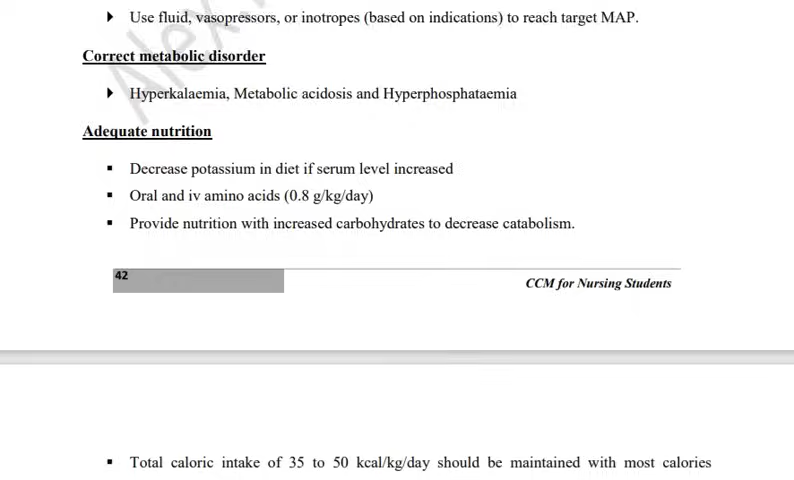 ▶ Use fluid, vasopressors, or inotropes (based on indications) to reach target MAP.
Correct metabolic disorder
▶ Hyperkalaemia, Metabolic acidosis and Hyperphosphataemia
Adequate nutrition
▪ Decrease potassium in diet if serum level increased
▪ Oral and iv amino acids (0.8 g/kg/day)
▪ Provide nutrition with increased carbohydrates to decrease catabolism.
42
CCM for Nursing Students
▪ Total caloric intake of 35 to 50 kcal/kg/day should be maintained with most calories